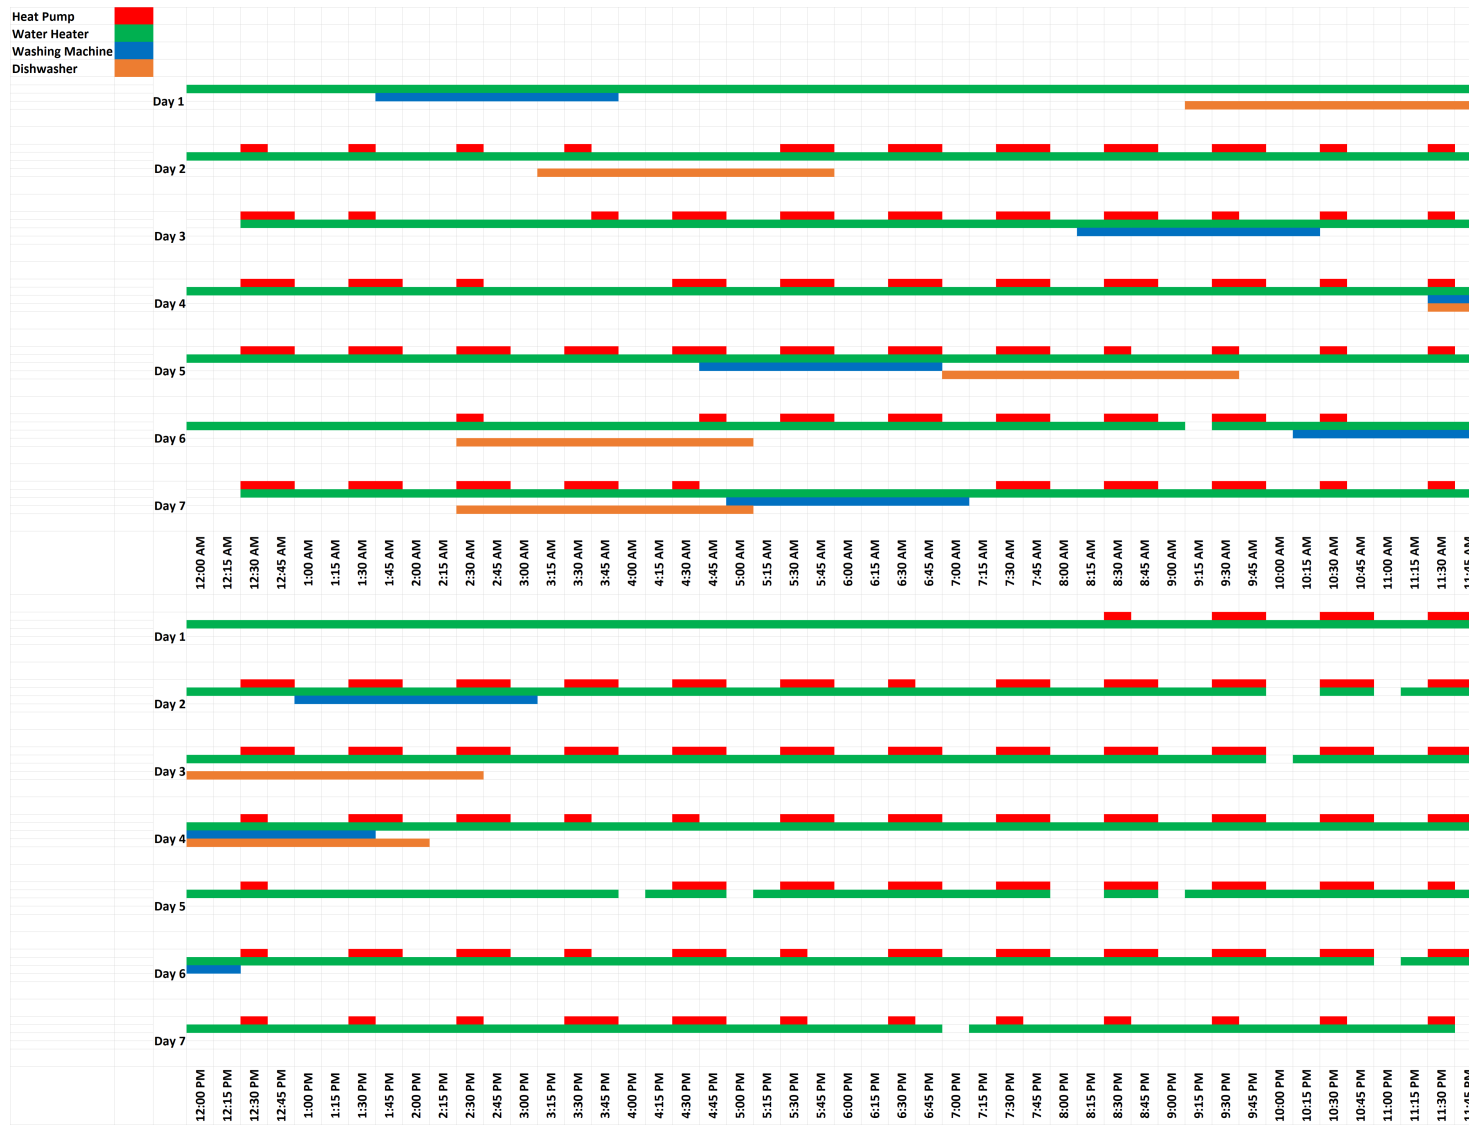 Heat Pump
Water Heater
Washing Machine
Dishwasher
Day 1
Day 2
Day 3
Day 4
Day 5
Day 6
Day 7
12:00 AM
12:15 AM
12:30 AM
12:45 AM
1:00 AM
1:15 AM
1:30 AM
1:45 AM
2:00 AM
2:15 AM
2:30 AM
2:45 AM
3:00 AM
3:15 AM
3:30 AM
3:45 AM
4:00 AM
4:15 AM
4:30 AM
4:45 AM
5:00 AM
5:15 AM
5:30 AM
5:45 AM
6:00 AM
6:15 AM
6:30 AM
6:45 AM
7:00 AM
7:15 AM
7:30 AM
7:45 AM
8:00 AM
8:15 AM
8:30 AM
8:45 AM
9:00 AM
9:15 AM
9:30 AM
9:45 AM
10:00 AM
10:15 AM
10:30 AM
10:45 AM
11:00 AM
11:15 AM
11:30 AM
11:45 AM
Day 1
Day 2
Day 3
Day 4
Day 5
Day 6
Day 7
12:00 PM
12:15 PM
12:30 PM
12:45 PM
1:00 PM
1:15 PM
1:30 PM
1:45 PM
2:00 PM
2:15 PM
2:30 PM
2:45 PM
3:00 PM
3:15 PM
3:30 PM
3:45 PM
4:00 PM
4:15 PM
4:30 PM
4:45 PM
5:00 PM
5:15 PM
5:30 PM
5:45 PM
6:00 PM
6:15 PM
6:30 PM
6:45 PM
7:00 PM
7:15 PM
7:30 PM
7:45 PM
8:00 PM
8:15 PM
8:30 PM
8:45 PM
9:00 PM
9:15 PM
9:30 PM
9:45 PM
10:00 PM
10:15 PM
10:30 PM
10:45 PM
11:00 PM
11:15 PM
11:30 PM
11:45 PM